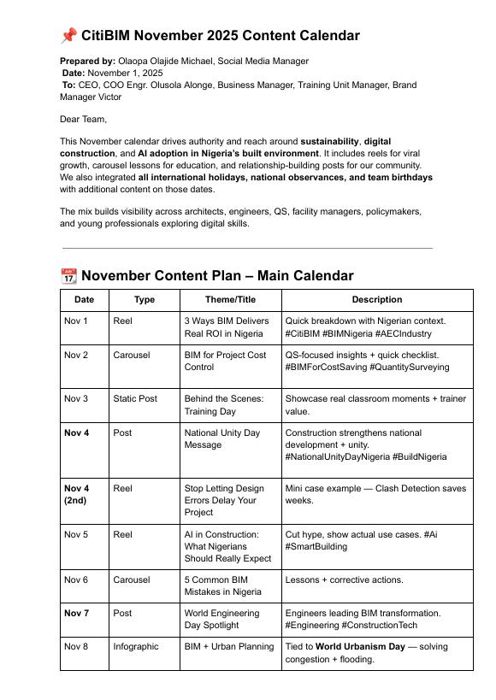 📌 CitiBIM November 2025 Content Calendar
Prepared by: Olaopa Olajide Michael, Social Media Manager
Date: November 1, 2025
To: CEO, COO Engr. Olusola Alonge, Business Manager, Training Unit Manager, Brand
Manager Victor
Dear Team,
This November calendar drives authority and reach around sustainability, digital
construction, and AI adoption in Nigeria's built environment. It includes reels for viral
growth, carousel lessons for education, and relationship-building posts for our community.
We also integrated all international holidays, national observances, and team birthdays
with additional content on those dates.
The mix builds visibility across architects, engineers, QS, facility managers, policymakers,
and young professionals exploring digital skills.
📆 November Content Plan – Main Calendar
Date Type Theme/Title Description
Nov 1 Reel 3 Ways BIM Delivers Quick breakdown with Nigerian context.
Real ROI in Nigeria #CitiBIM #BIMNigeria #AECIndustry
Nov 2 Carousel BIM for Project Cost QS-focused insights + quick checklist.
Control #BIMForCostSaving #QuantitySurveying
Nov 3 Static Post Behind the Scenes: Showcase real classroom moments + trainer
Training Day value.
Nov 4 Post National Unity Day Construction strengthens national
Message development + unity.
#NationalUnityDayNigeria #BuildNigeria
Nov 4 Reel Stop Letting Design Mini case example — Clash Detection saves
(2nd) Errors Delay Your weeks.
Project
Nov 5 Reel AI in Construction: Cut hype, show actual use cases. #Ai
What Nigerians #SmartBuilding
Should Really Expect
Nov 6 Carousel 5 Common BIM Lessons + corrective actions.
Mistakes in Nigeria
Nov 7 Post World Engineering Engineers leading BIM transformation.
Day Spotlight #Engineering #ConstructionTech
Nov 8 Infographic BIM + Urban Planning Tied to World Urbanism Day — solving
congestion + flooding.